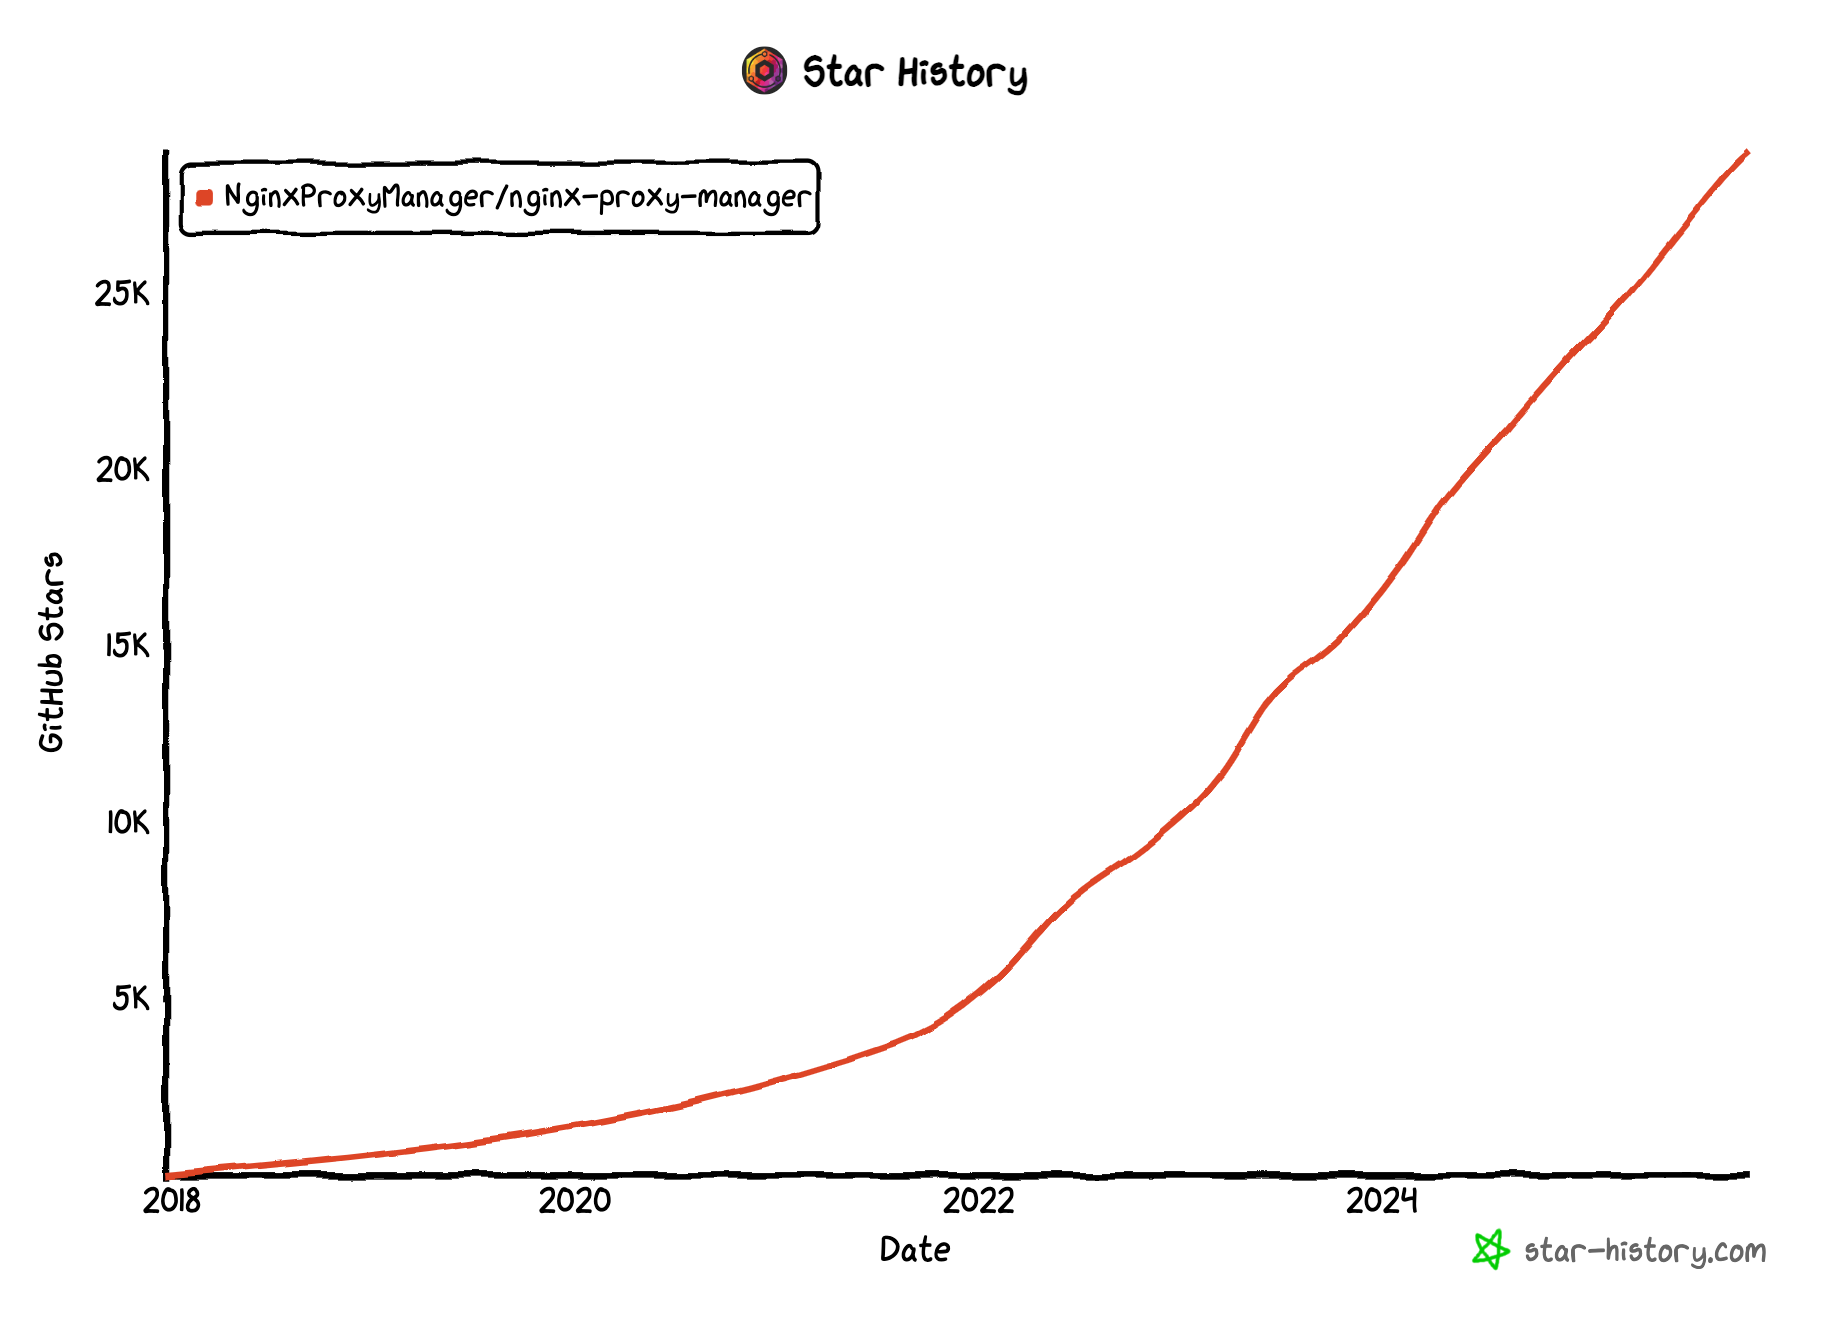 Star History
NginxProxyManager/nginx-proxy-manager
25K
20K
15K
10K
5K
GitHub Stars
2018
2020
2022
2024
Date
star-history.com